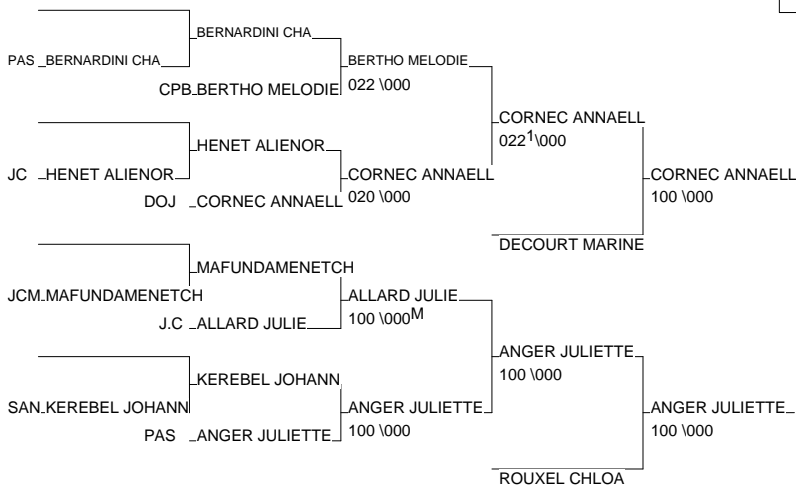 BERNARDINI CHA
PAS BERNARDINI CHA
BERTHO MELODIE
CPB BERTHO MELODIE
022 \000
CORNEC ANNAELL
022 1\000
HENET ALIENOR
JC HENET ALIENOR
CORNEC ANNAELL
020 \000
CORNEC ANNAELL
100 \000
DOJ CORNEC ANNAELL
DECOURT MARINE
MAFUNDAMENETCH
JCM MAFUNDAMENETCH
ALLARD JULIE
100 \000M
J.C ALLARD JULIE
ANGER JULIETTE
100 \000
KEREBEL JOHANN
SAN KEREBEL JOHANN
ANGER JULIETTE
100 \000
ANGER JULIETTE
100 \000
PAS ANGER JULIETTE
ROUXEL CHLOA